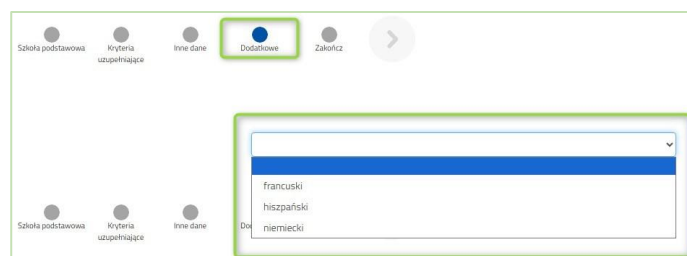 Szkoła podstawowa Kryteria uzupełniające Inne dane Dodatkowe Zakończ
francuski
hiszpański
niemiecki
Szkoła podstawowa Kryteria uzupełniające Inne dane